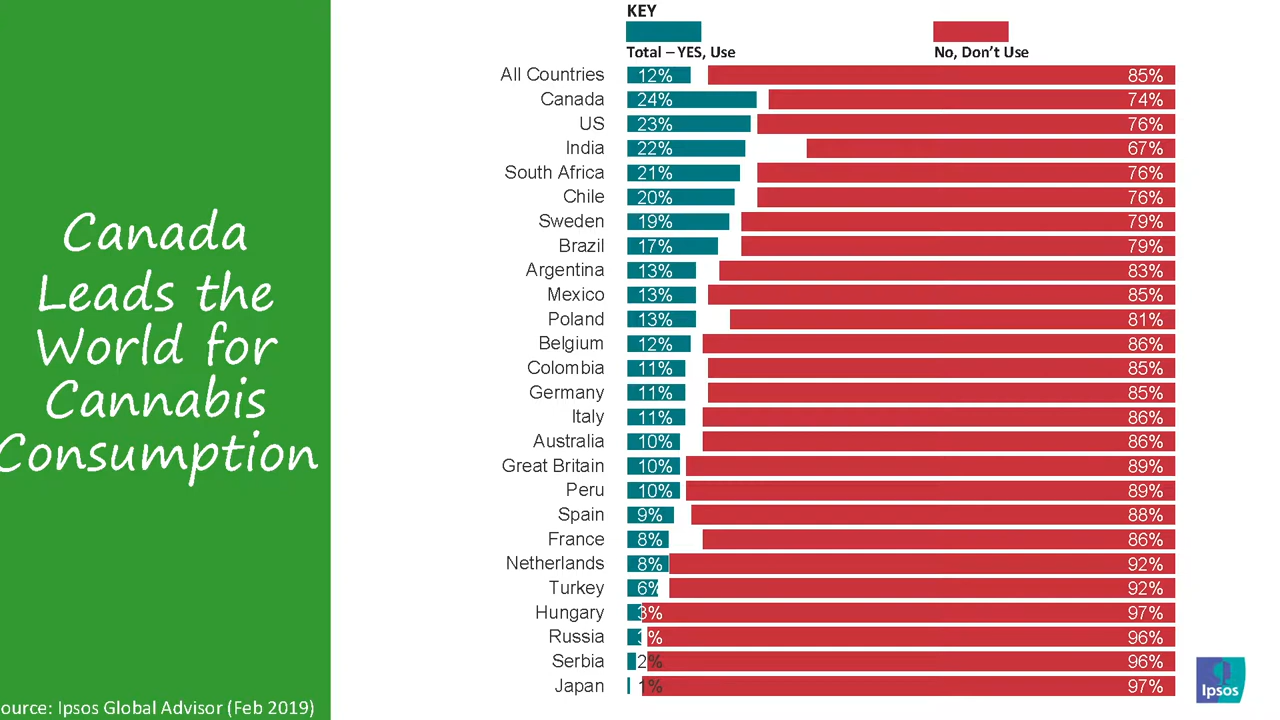 Canada
Leads the
World for
Cannabis
Consumption
ource: Ipsos Global Advisor (Feb 2019)
KEY
Total – YES, Use No, Don’t Use
All Countries 12% 85%
Canada 24% 74%
US 23% 76%
India 22% 67%
South Africa 21% 76%
Chile 20% 76%
Sweden 19% 79%
Brazil 17% 79%
Argentina 13% 83%
Mexico 13% 85%
Poland 13% 81%
Belgium 12% 86%
Colombia 11% 85%
Germany 11% 85%
Italy 11% 86%
Australia 10% 86%
Great Britain 10% 89%
Peru 10% 89%
Spain 9% 88%
France 8% 86%
Netherlands 8% 92%
Turkey 6% 92%
Hungary 3% 97%
Russia 3% 96%
Serbia 2% 96%
Japan 1% 97%
Ipsos